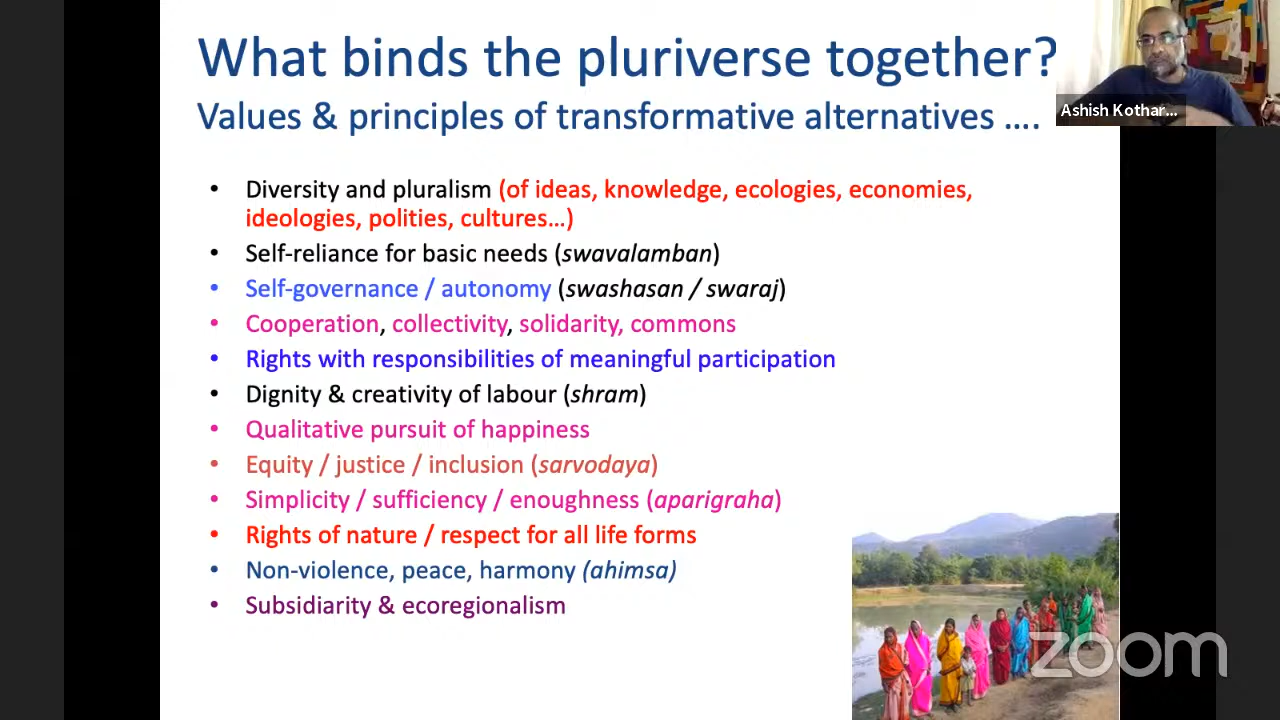 What binds the pluriverse together?
Values & principles of transformative alternatives ....
Ashish Kothar...
• Diversity and pluralism (of ideas, knowledge, ecologies, economies,
ideologies, polities, cultures...)
• Self-reliance for basic needs (swavalamban)
• Self-governance / autonomy (swashasan / swaraj)
• Cooperation, collectivity, solidarity, commons
• Rights with responsibilities of meaningful participation
• Dignity & creativity of labour (shram)
• Qualitative pursuit of happiness
• Equity / justice / inclusion (sarvodaya)
• Simplicity / sufficiency / enoughness (aparigraha)
• Rights of nature / respect for all life forms
• Non-violence, peace, harmony (ahimsa)
• Subsidiarity & ecoregionalism
zoom